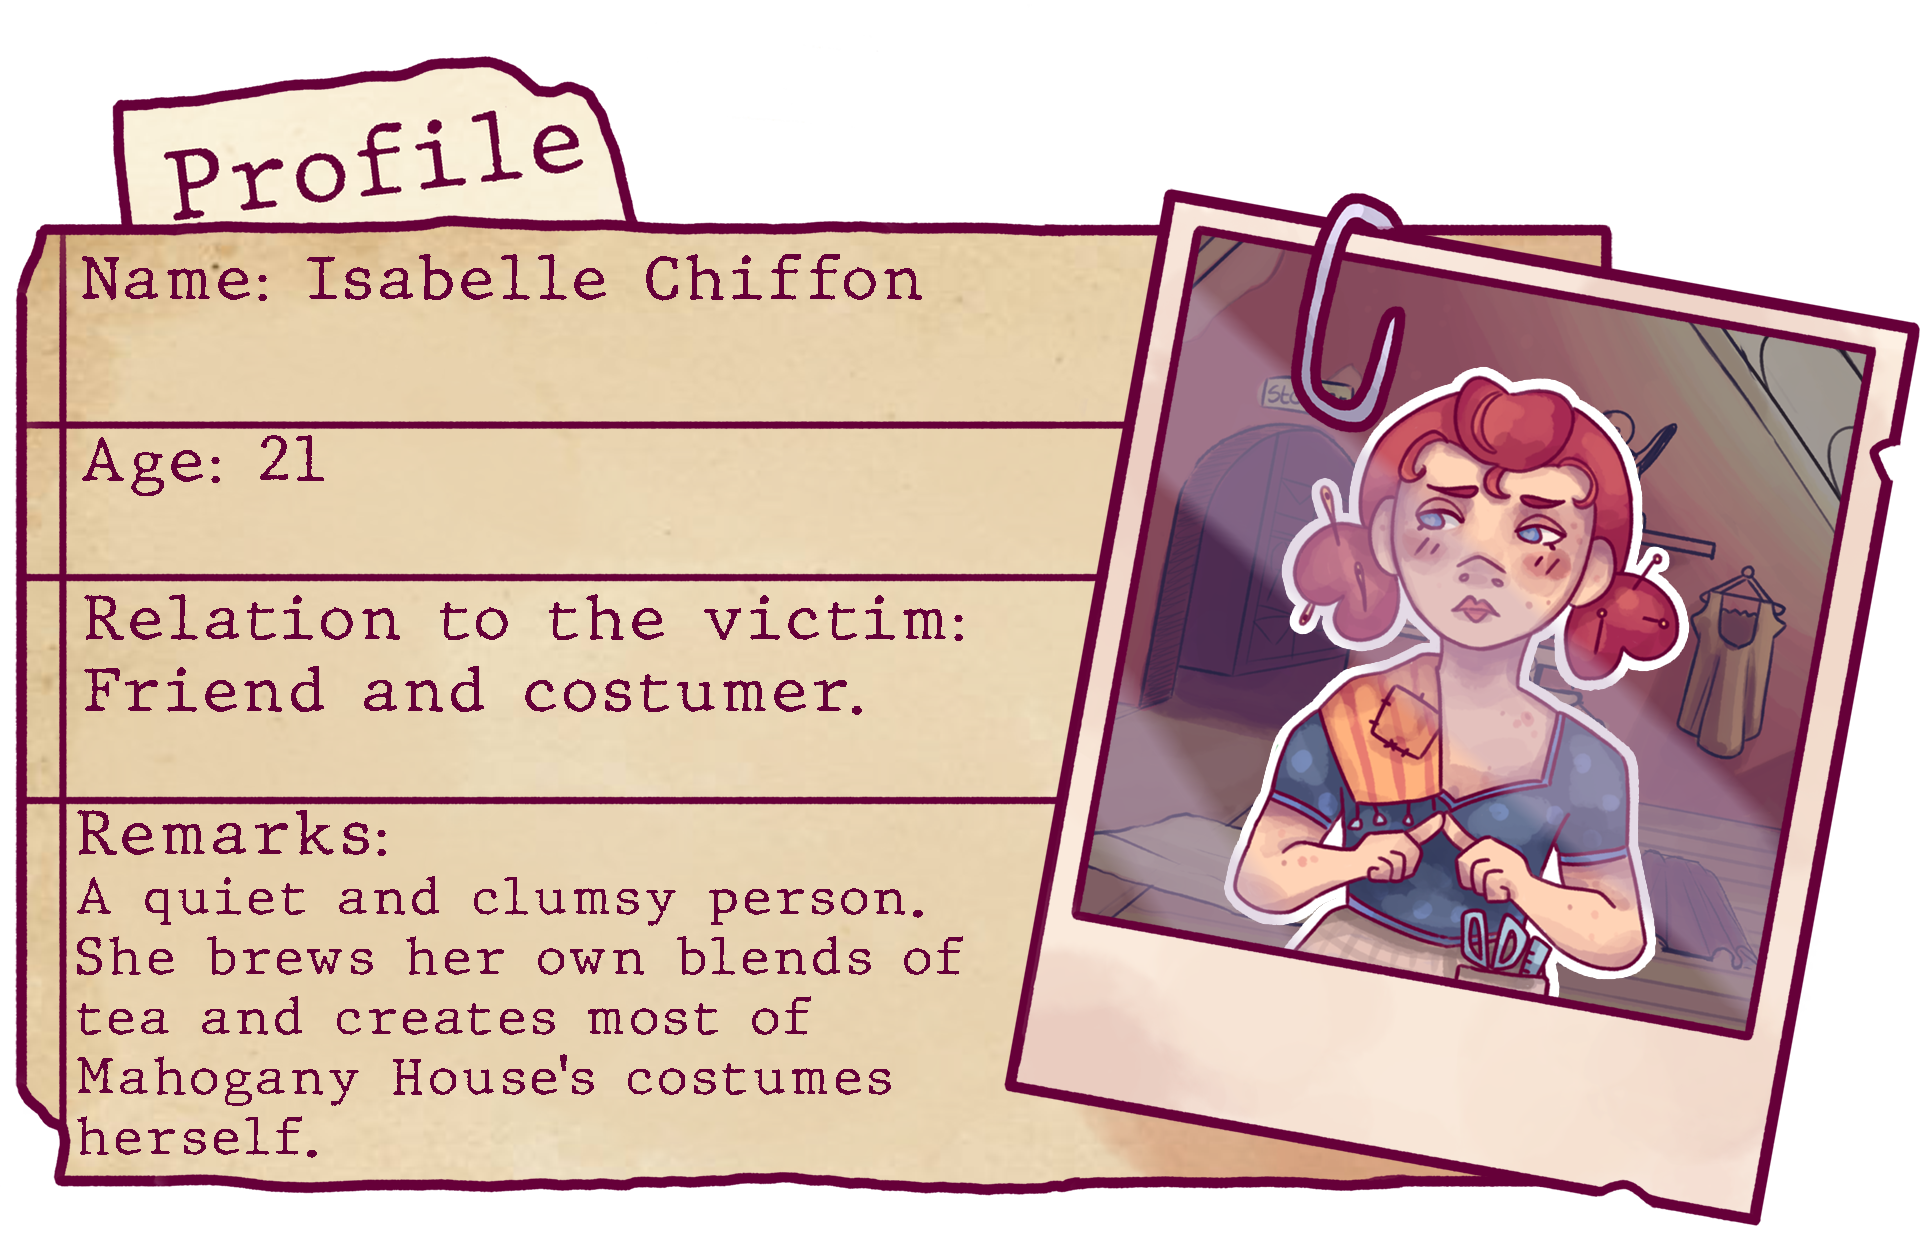 Profile
Name: Isabelle Chiffon
Age: 21
Relation to the victim:
Friend and costumer.
Remarks:
A quiet and clumsy person.
She brews her own blends of
tea and creates most of
Mahogany House's costumes
herself.